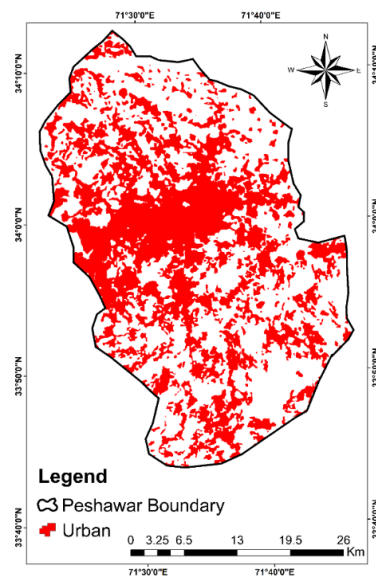 71°30'0"E 71°40'0"E
N
W E
S
34°10'0"N
34°0'0"N
33°50'0"N
33°40'0"N
Legend
Peshawar Boundary
Urban
0 3.25 6.5 13 19.5 26
Km
71°30'0"E 71°40'0"E